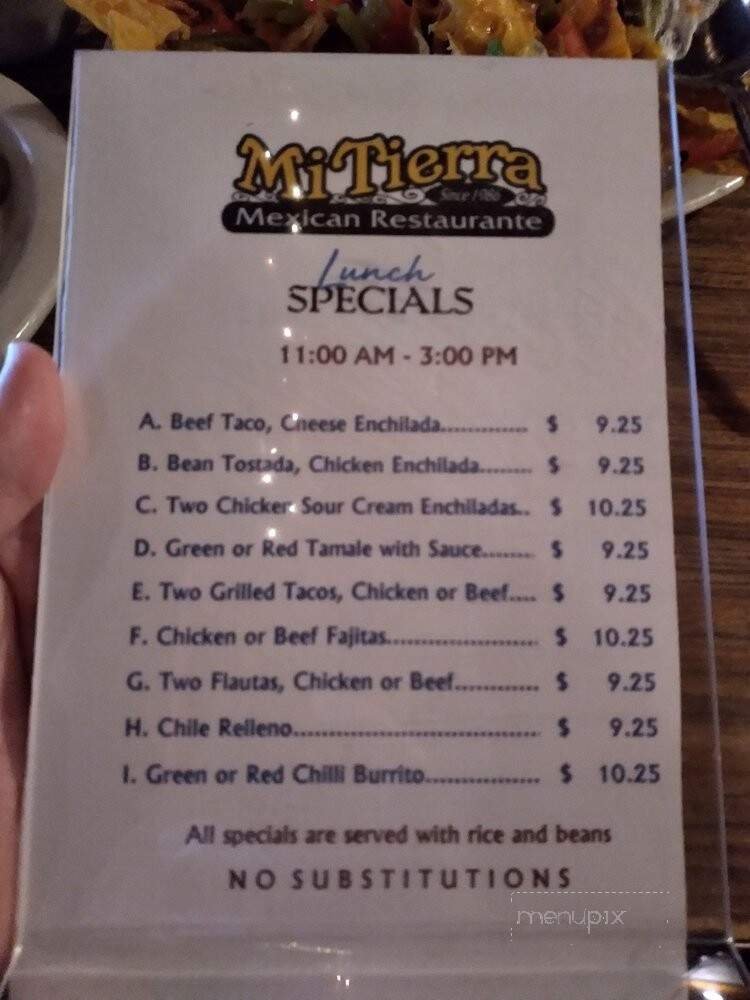 Mi Tierra
Since 1986
Mexican Restaurante
Lunch
SPECIALS
11:00 AM - 3:00 PM
A. Beef Taco, Cheese Enchilada.............. $ 9.25
B. Bean Tostada, Chicken Enchilada........ $ 9.25
C. Two Chicken Sour Cream Enchiladas.. $ 10.25
D. Green or Red Tamale with Sauce........ $ 9.25
E. Two Grilled Tacos, Chicken or Beef.... $ 9.25
F. Chicken or Beef Fajitas........................ $ 10.25
G. Two Flautas, Chicken or Beef............. $ 9.25
H. Chile Relleno....................................... $ 9.25
I. Green or Red Chilli Burrito.................. $ 10.25
All specials are served with rice and beans
NO SUBSTITUTIONS
menupix